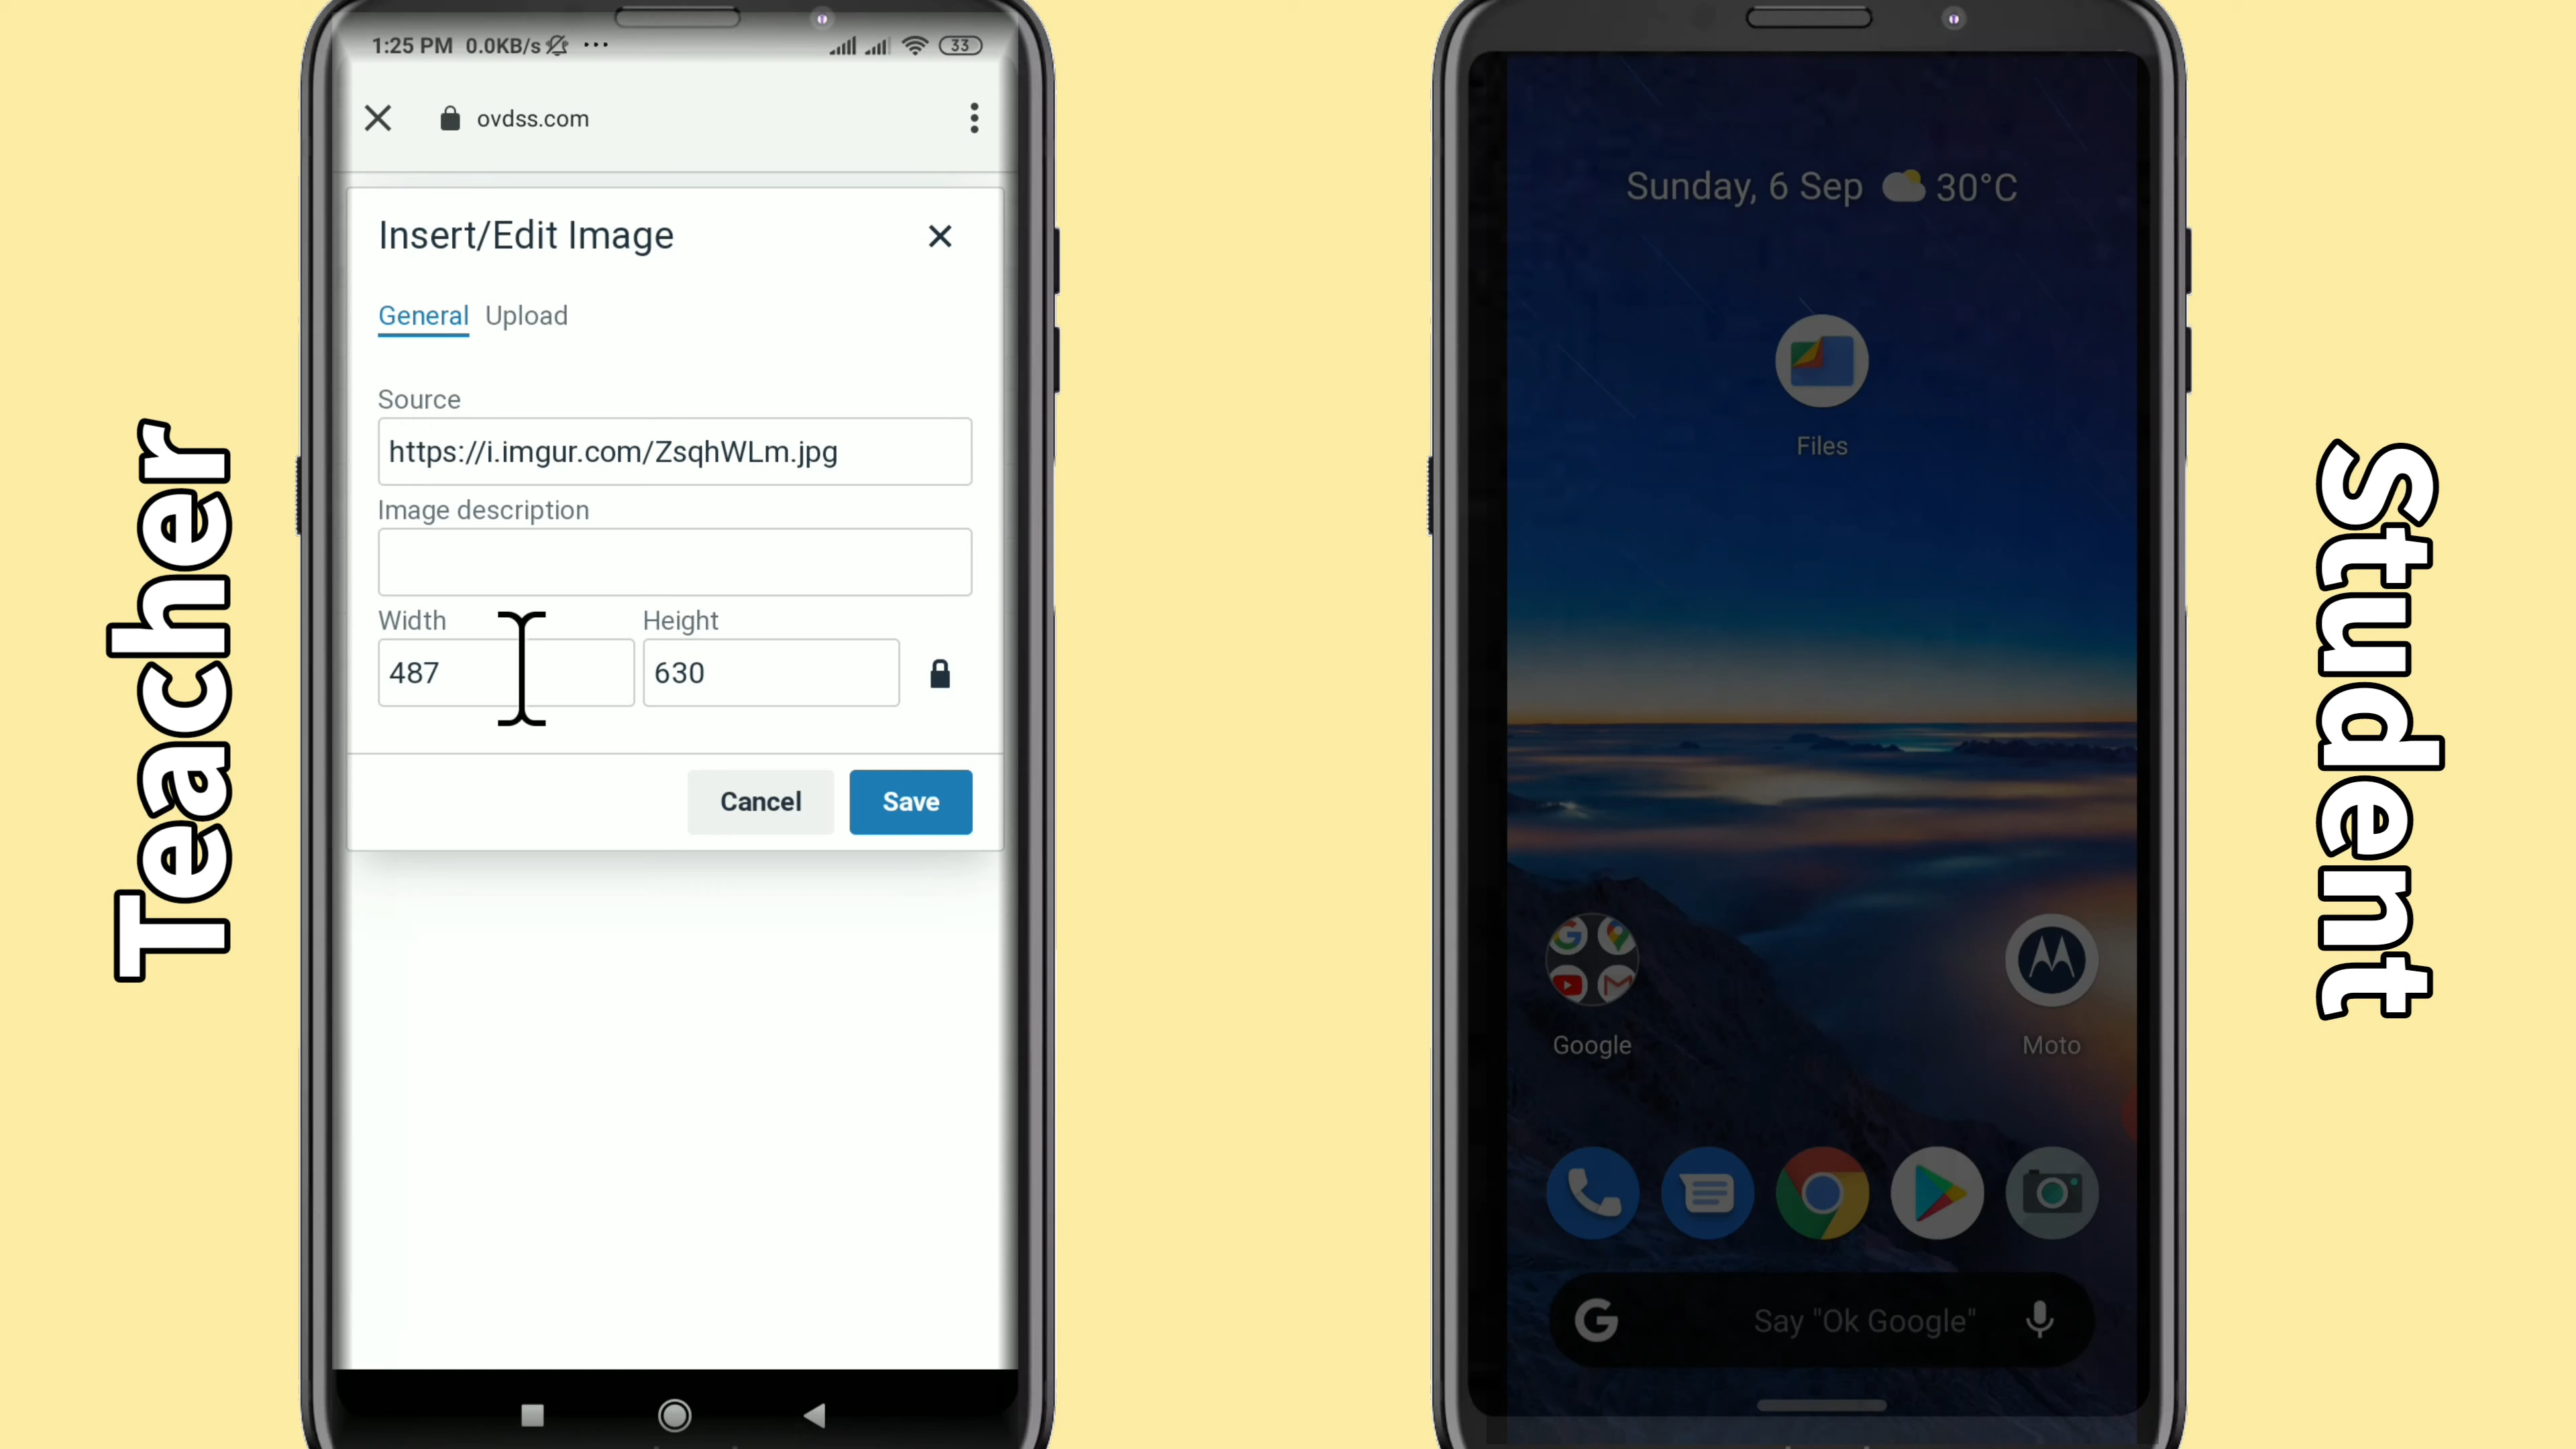 Teacher
1:25 PM 0.0KB/s ... 33
ovdss.com
Insert/Edit Image
General Upload
Source
https://i.imgur.com/ZsqhWLm.jpg
Image description
Width Height
487 630
Cancel Save
Sunday, 6 Sep 30°C
Files
Google Moto
G Say "Ok Google"
Student